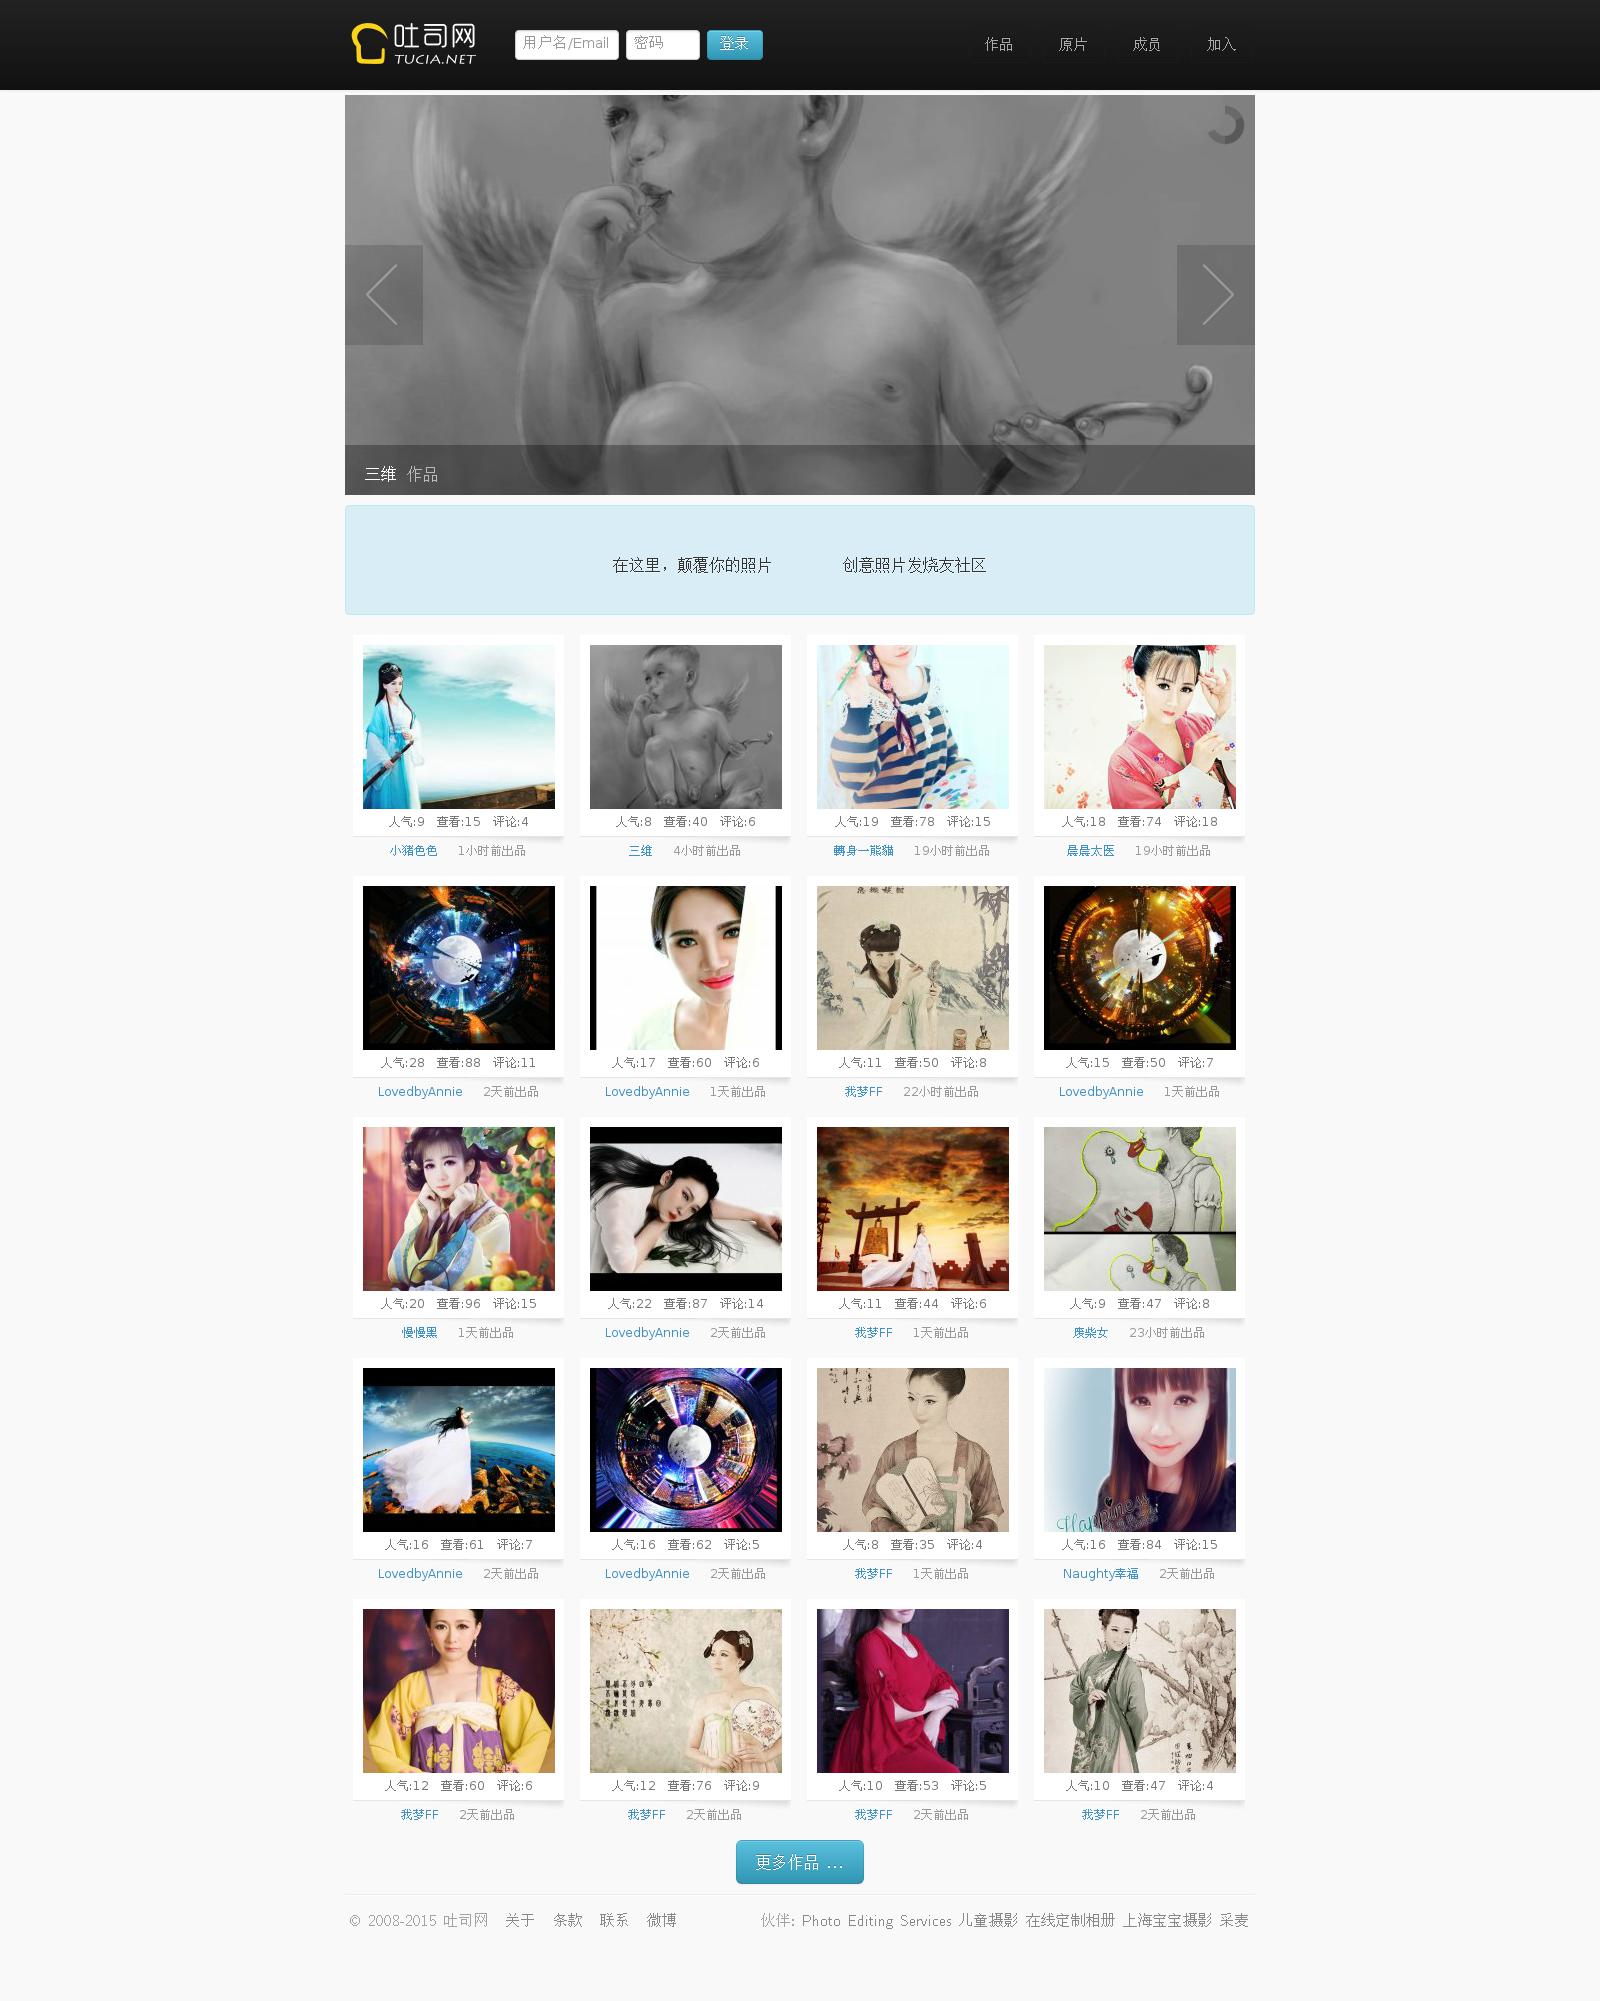 吐司网
TUCIA.NET
用户名/Email 密码 登录
作品 原片 成员 加入
三维 作品
在这里，颠覆你的照片 创意照片发烧友社区
人气:9 查看:15 评论:4
小猪色色 1小时前出品
人气:8 查看:40 评论:6
三维 4小时前出品
人气:19 查看:78 评论:15
轉身一熊貓 19小时前出品
人气:18 查看:74 评论:18
晨晨太医 19小时前出品
人气:28 查看:88 评论:11
LovedbyAnnie 2天前出品
人气:17 查看:60 评论:6
LovedbyAnnie 1天前出品
人气:11 查看:50 评论:8
我梦FF 22小时前出品
人气:15 查看:50 评论:7
LovedbyAnnie 1天前出品
人气:20 查看:96 评论:15
慢慢黑 1天前出品
人气:22 查看:87 评论:14
LovedbyAnnie 2天前出品
人气:11 查看:44 评论:6
我梦FF 1天前出品
人气:9 查看:47 评论:8
废柴女 23小时前出品
人气:16 查看:61 评论:7
LovedbyAnnie 2天前出品
人气:16 查看:62 评论:5
LovedbyAnnie 2天前出品
人气:8 查看:35 评论:4
我梦FF 1天前出品
Happiness
人气:16 查看:84 评论:15
Naughty幸福 2天前出品
人气:12 查看:60 评论:6
我梦FF 2天前出品
人气:12 查看:76 评论:9
我梦FF 2天前出品
人气:10 查看:53 评论:5
我梦FF 2天前出品
人气:10 查看:47 评论:4
我梦FF 2天前出品
更多作品 ...
© 2008-2015 吐司网 关于 条款 联系 微博
伙伴: Photo Editing Services 儿童摄影 在线定制相册 上海宝宝摄影 采麦